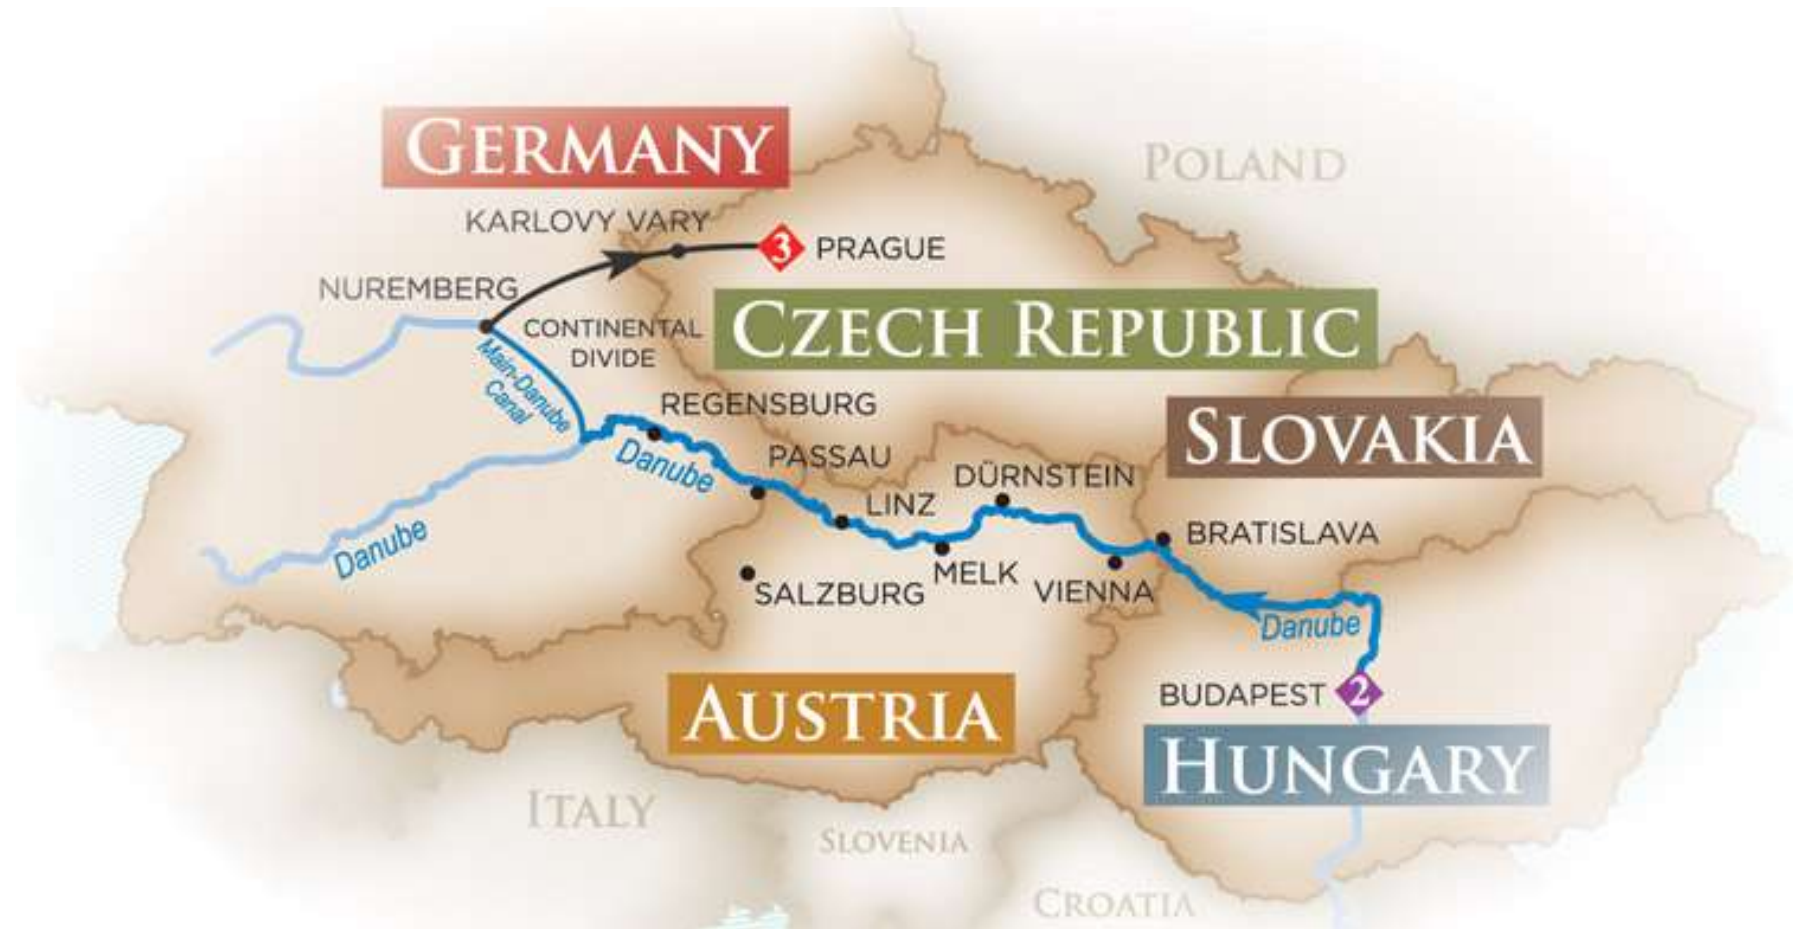 GERMANY
POLAND
KARLOVY VARY
3
PRAGUE
NUREMBERG
CZECH REPUBLIC
CONTINENTAL
DIVIDE
Main-Danube
Canal
REGENSBURG
SLOVAKIA
Danube
PASSAU
DÜRNSTEIN
LINZ
BRATISLAVA
Danube
MELK
SALZBURG
VIENNA
Danube
BUDAPEST
2
AUSTRIA
HUNGARY
ITALY
SLOVENIA
CROATIA